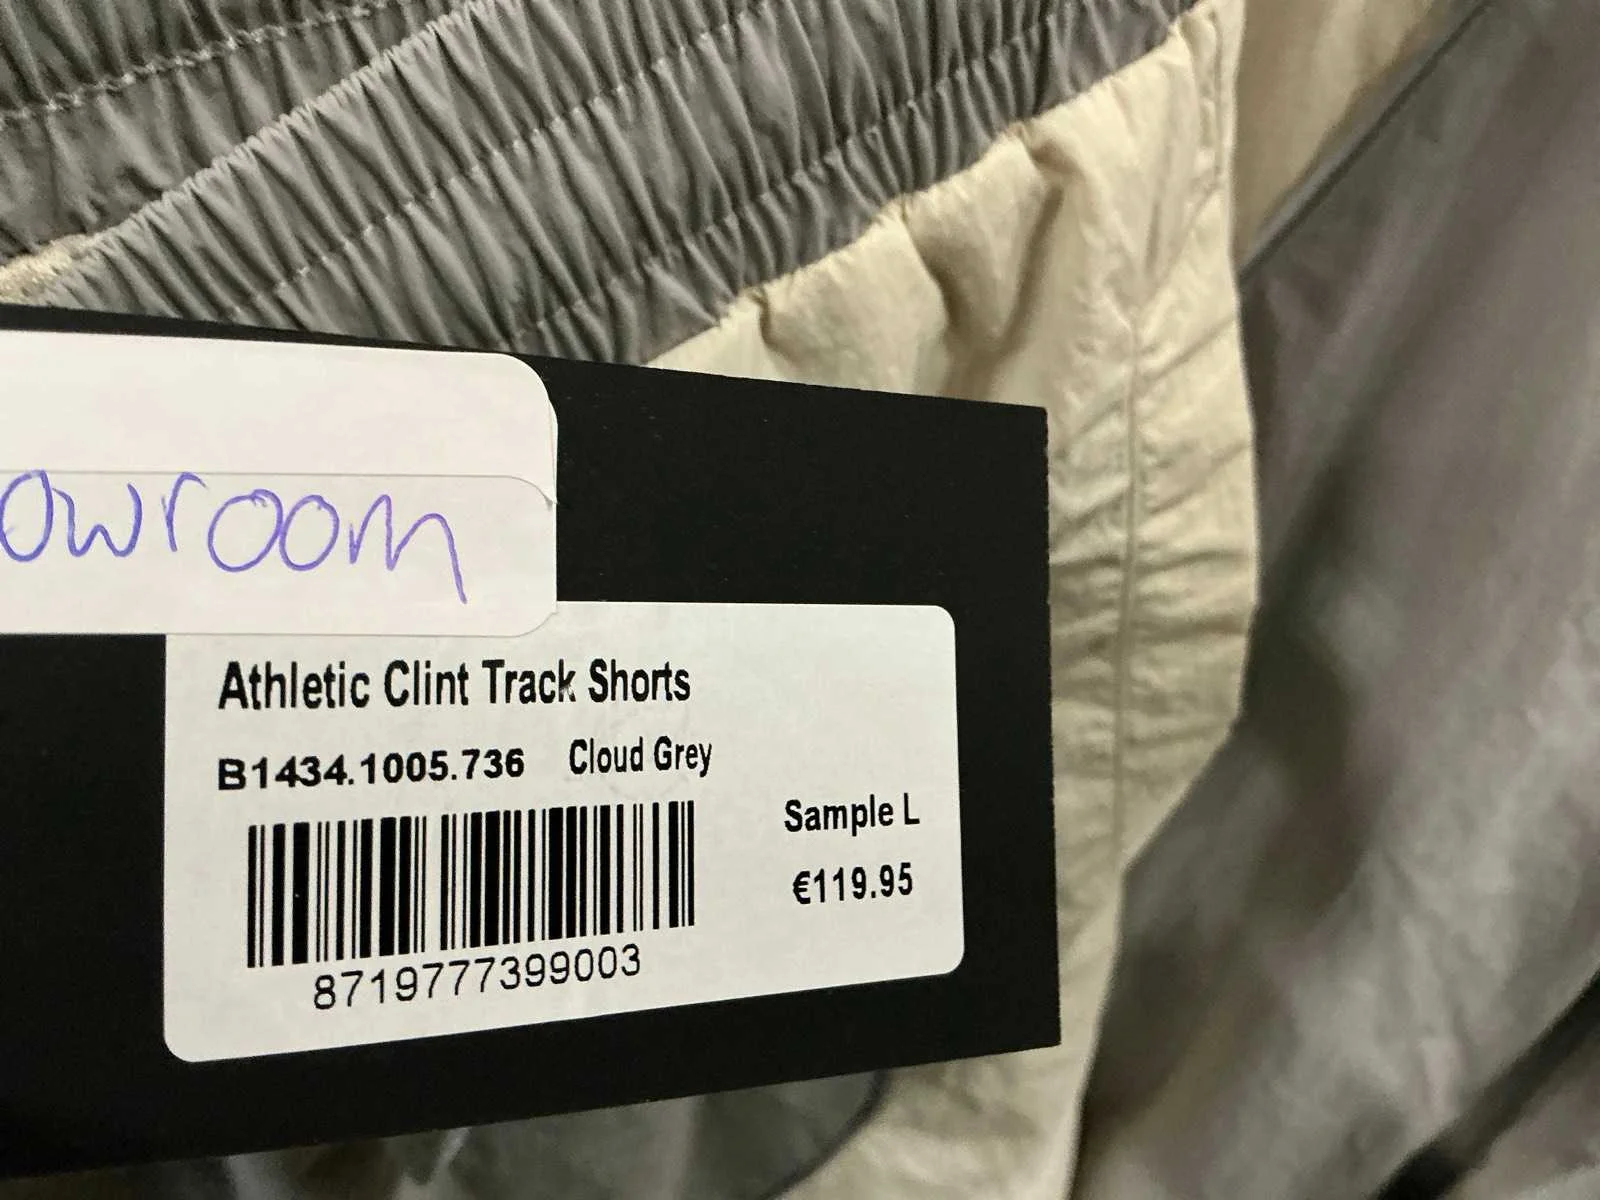 owroom
Athletic Clint Track Shorts
B1434.1005.736 Cloud Grey
Sample L
€119.95
8719777399003